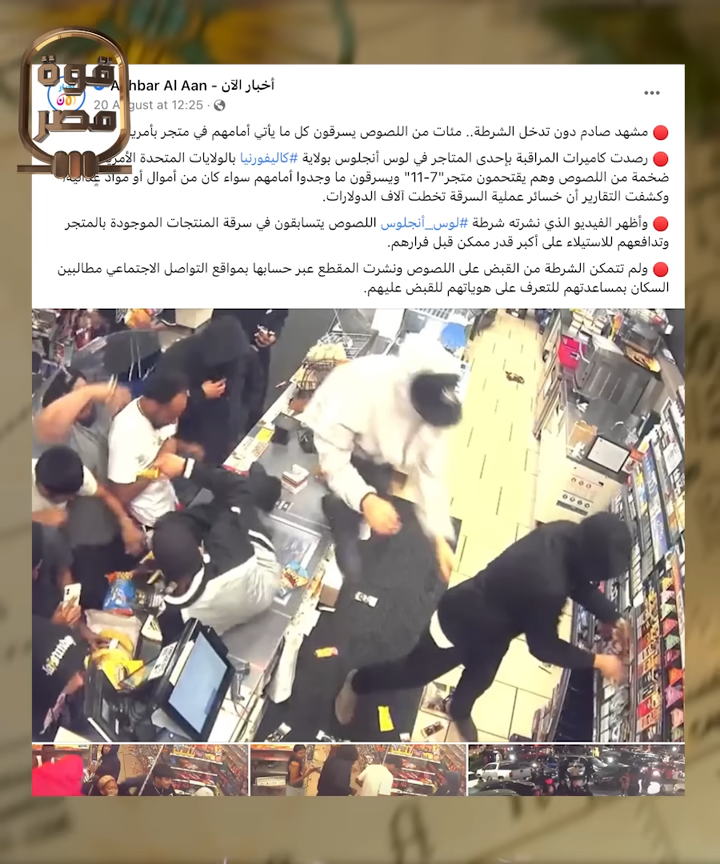 قوة
مصر
Akhbar Al Aan - أخبار الآن
20 August at 12:25
🔴 مشهد صادم دون تدخل الشرطة.. مئات من اللصوص يسرقون كل ما يأتي أمامهم في متجر بأمريكا
🔴 رصدت كاميرات المراقبة بإحدى المتاجر في لوس أنجلوس بولاية #كاليفورنيا بالولايات المتحدة
ضخمة من اللصوص وهم يقتحمون متجر"7-11" ويسرقون ما وجدوا أمامهم سواء كان من أموال أو مواد غذائية،
وكشفت التقارير أن خسائر عملية السرقة تخطت آلاف الدولارات.
🔴 وأظهر الفيديو الذي نشرته شرطة #لوس_أنجلوس اللصوص يتسابقون في سرقة المنتجات الموجودة بالمتجر
وتدافعهم للاستيلاء على أكبر قدر ممكن قبل فرارهم.
🔴 ولم تتمكن الشرطة من القبض على اللصوص ونشرت المقطع عبر حسابها بمواقع التواصل الاجتماعي مطالبين
السكان بمساعدتهم للتعرف على هوياتهم للقبض عليهم.